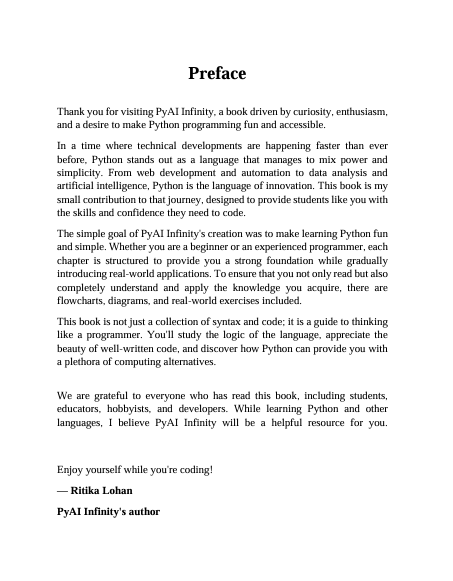 Preface
Thank you for visiting PyAI Infinity, a book driven by curiosity, enthusiasm,
and a desire to make Python programming fun and accessible.
In a time where technical developments are happening faster than ever
before, Python stands out as a language that manages to mix power and
simplicity. From web development and automation to data analysis and
artificial intelligence, Python is the language of innovation. This book is my
small contribution to that journey, designed to provide students like you with
the skills and confidence they need to code.
The simple goal of PyAI Infinity's creation was to make learning Python fun
and simple. Whether you are a beginner or an experienced programmer, each
chapter is structured to provide you a strong foundation while gradually
introducing real-world applications. To ensure that you not only read but also
completely understand and apply the knowledge you acquire, there are
flowcharts, diagrams, and real-world exercises included.
This book is not just a collection of syntax and code; it is a guide to thinking
like a programmer. You'll study the logic of the language, appreciate the
beauty of well-written code, and discover how Python can provide you with
a plethora of computing alternatives.
We are grateful to everyone who has read this book, including students,
educators, hobbyists, and developers. While learning Python and other
languages, I believe PyAI Infinity will be a helpful resource for you.
Enjoy yourself while you're coding!
— Ritika Lohan
PyAI Infinity's author